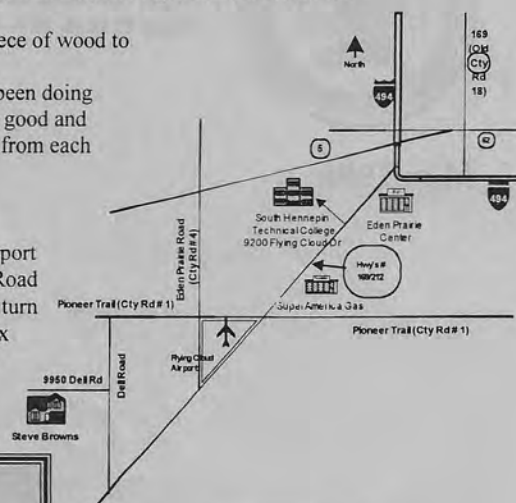 ece of wood to
been doing
good and
from each
port
Road
turn
x
North
169
(Old
Cty
Rd
18)
494
5
62
494
South Hennepin
Technical College
9200 Flying Cloud Dr
Eden Prairie
Center
Eden Prairie Road
(Cty Rd # 4)
Hwy's #
169/212
SuperAmerica Gas
Pioneer Trail (Cty Rd # 1)
Pioneer Trail (Cty Rd # 1)
Flying Cloud
Airport
9950 Dell Rd
Dell Road
Steve Browns